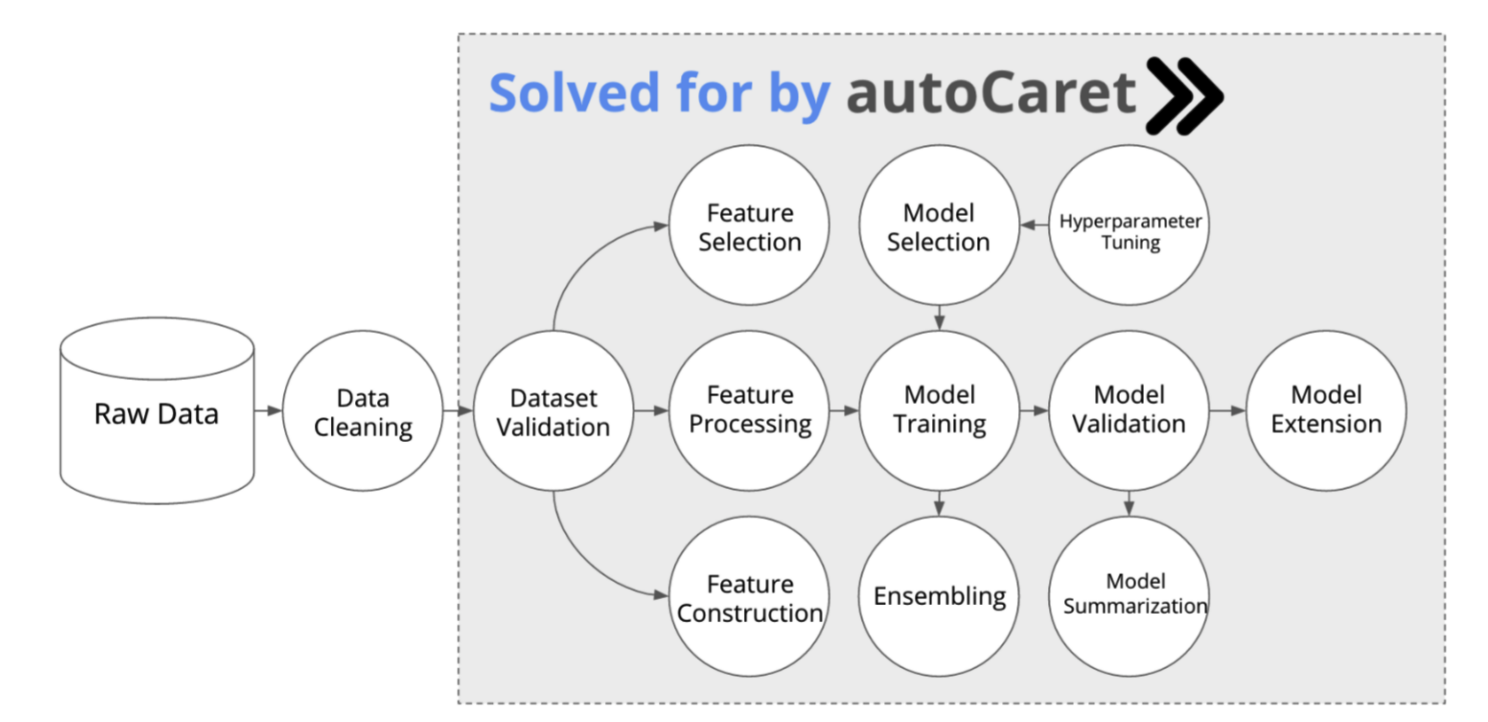 Solved for by autoCaret
Feature
Selection
Model
Selection
Hyperparameter
Tuning
Raw Data
Data
Cleaning
Dataset
Validation
Feature
Processing
Model
Training
Model
Validation
Model
Extension
Feature
Construction
Ensembling
Model
Summarization